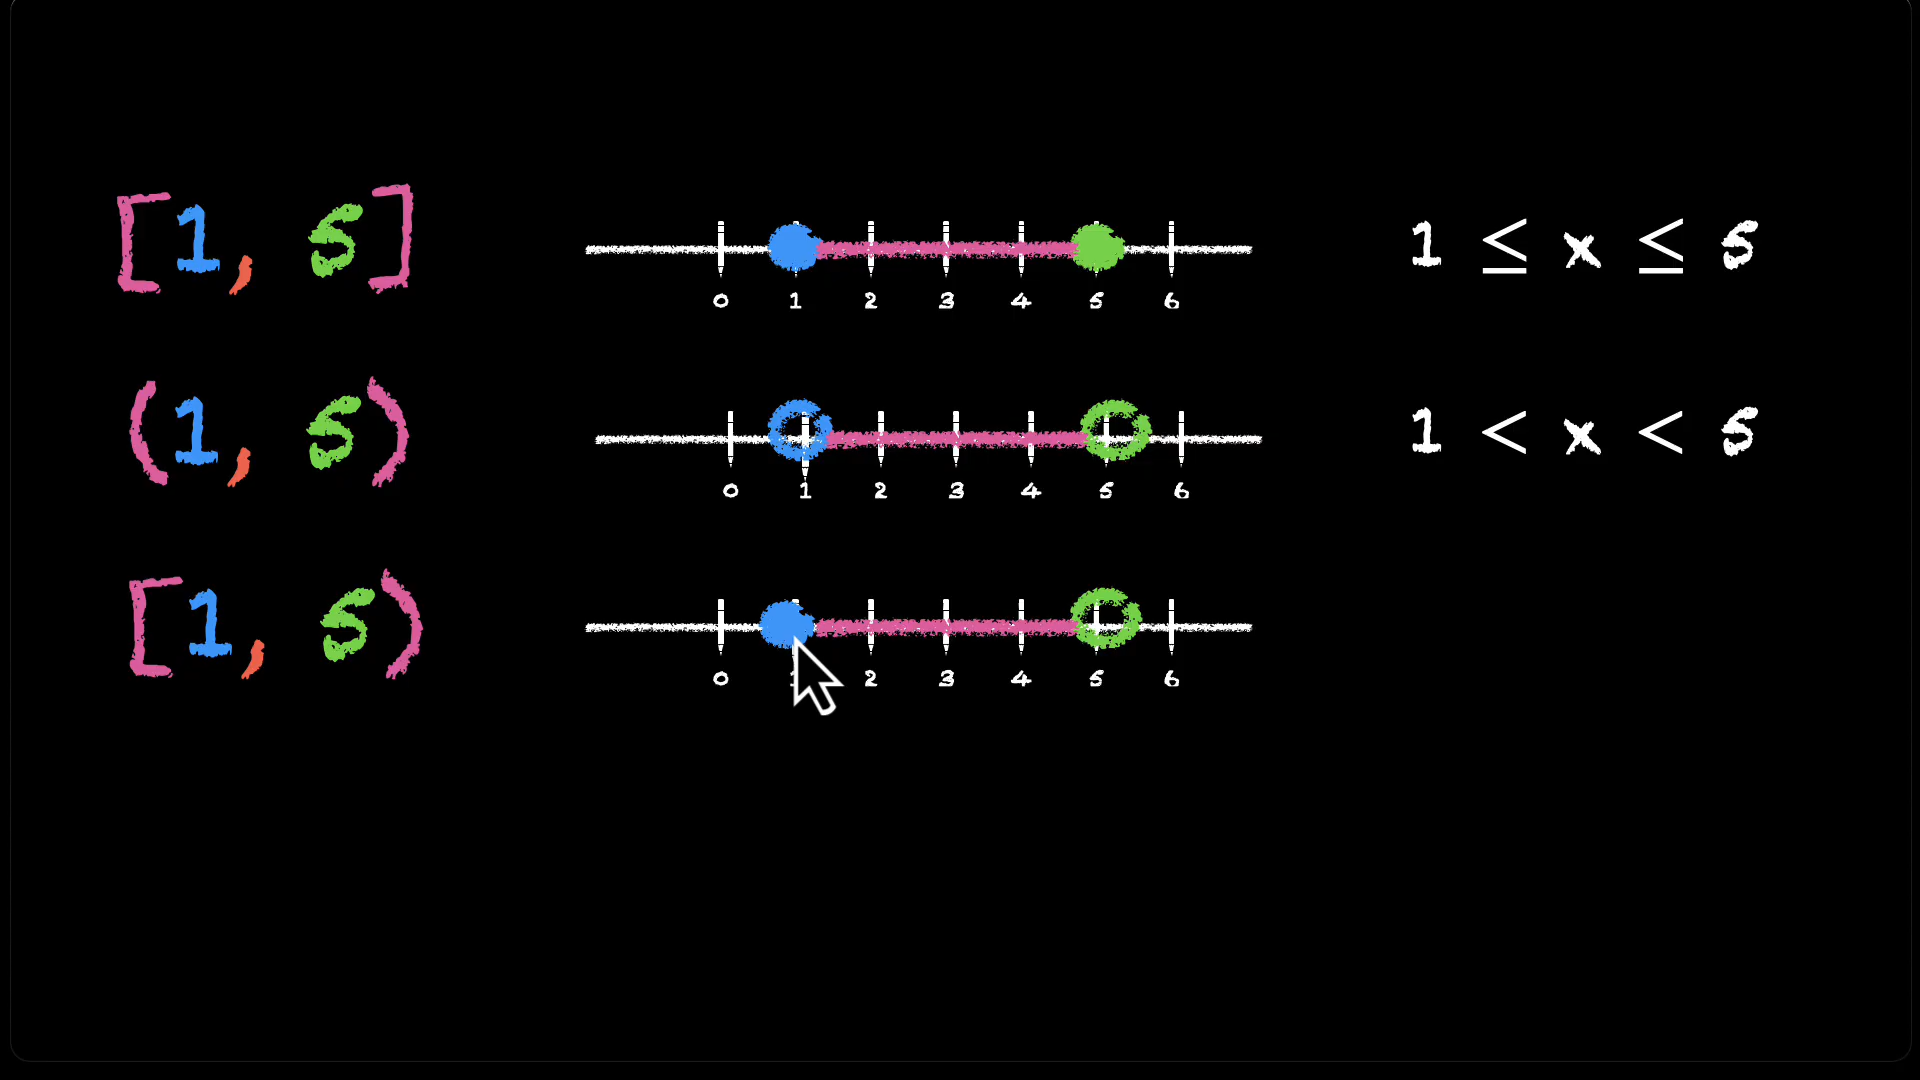 [1, 5]
1 ≤ x ≤ 5
0 1 2 3 4 5 6
(1, 5)
1 < x < 5
0 1 2 3 4 5 6
[1, 5)
0 1 2 3 4 5 6